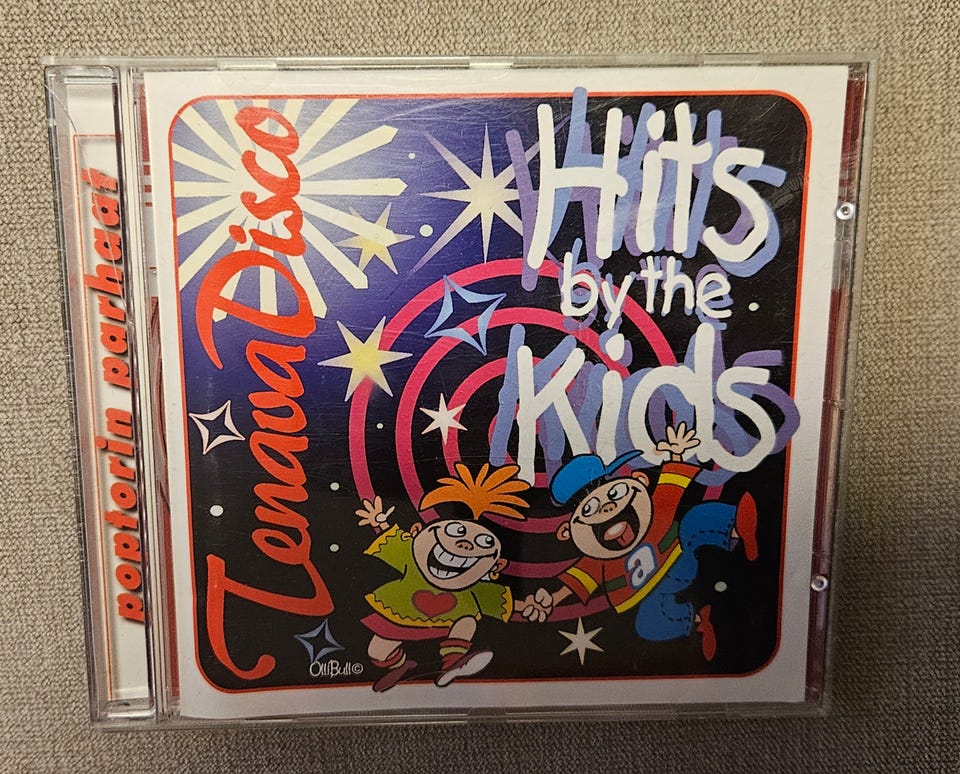 poptorin parhaat
TenavaDisco
Hits
by the
Kids
a
OlliBull©